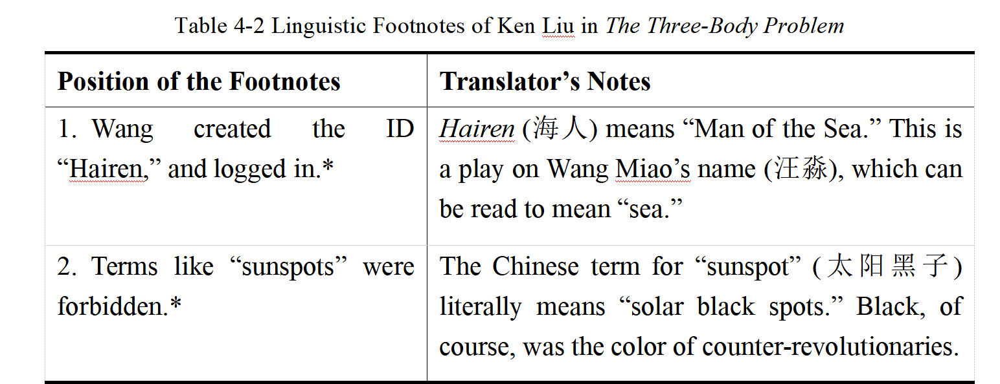 Table 4-2 Linguistic Footnotes of Ken Liu in The Three-Body Problem
Position of the Footnotes
Translator’s Notes
1. Wang created the ID
“Hairen,” and logged in.*
Hairen (海人) means “Man of the Sea.” This is
a play on Wang Miao’s name (汪淼), which can
be read to mean “sea.”
2. Terms like “sunspots” were
forbidden.*
The Chinese term for “sunspot” (太阳黑子)
literally means “solar black spots.” Black, of
course, was the color of counter-revolutionaries.